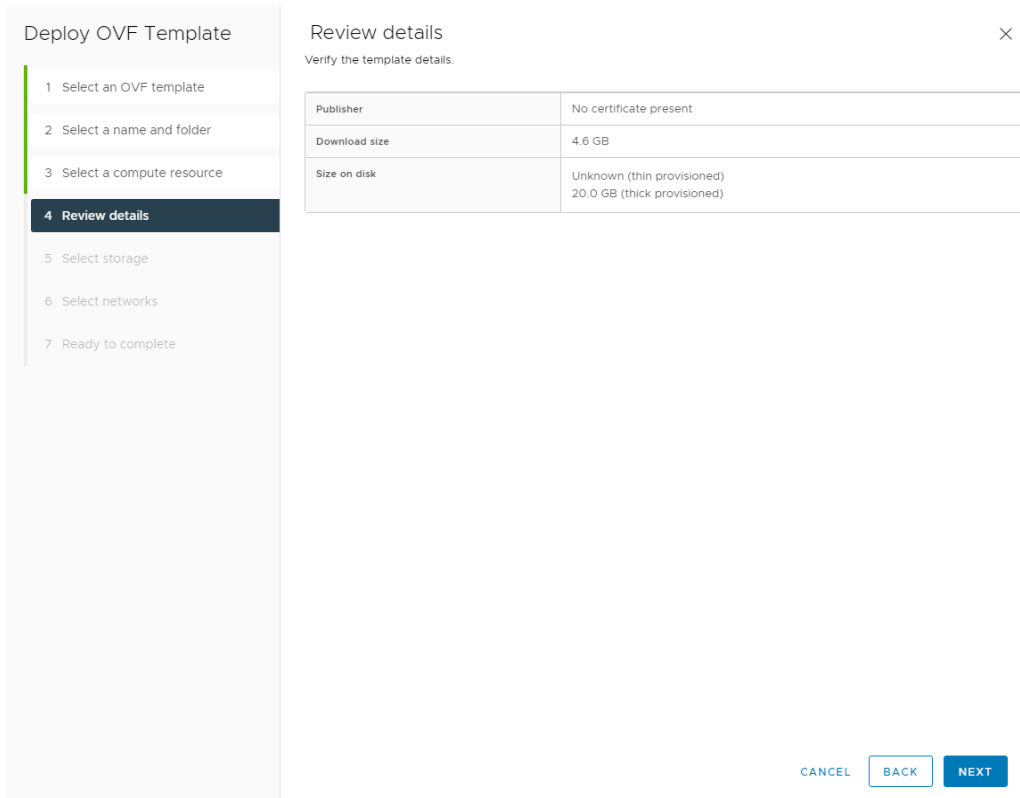 Deploy OVF Template
1 Select an OVF template
2 Select a name and folder
3 Select a compute resource
4 Review details
5 Select storage
6 Select networks
7 Ready to complete
Review details
Verify the template details.
Publisher No certificate present
Download size 4.6 GB
Size on disk Unknown (thin provisioned)
20.0 GB (thick provisioned)
CANCEL BACK NEXT